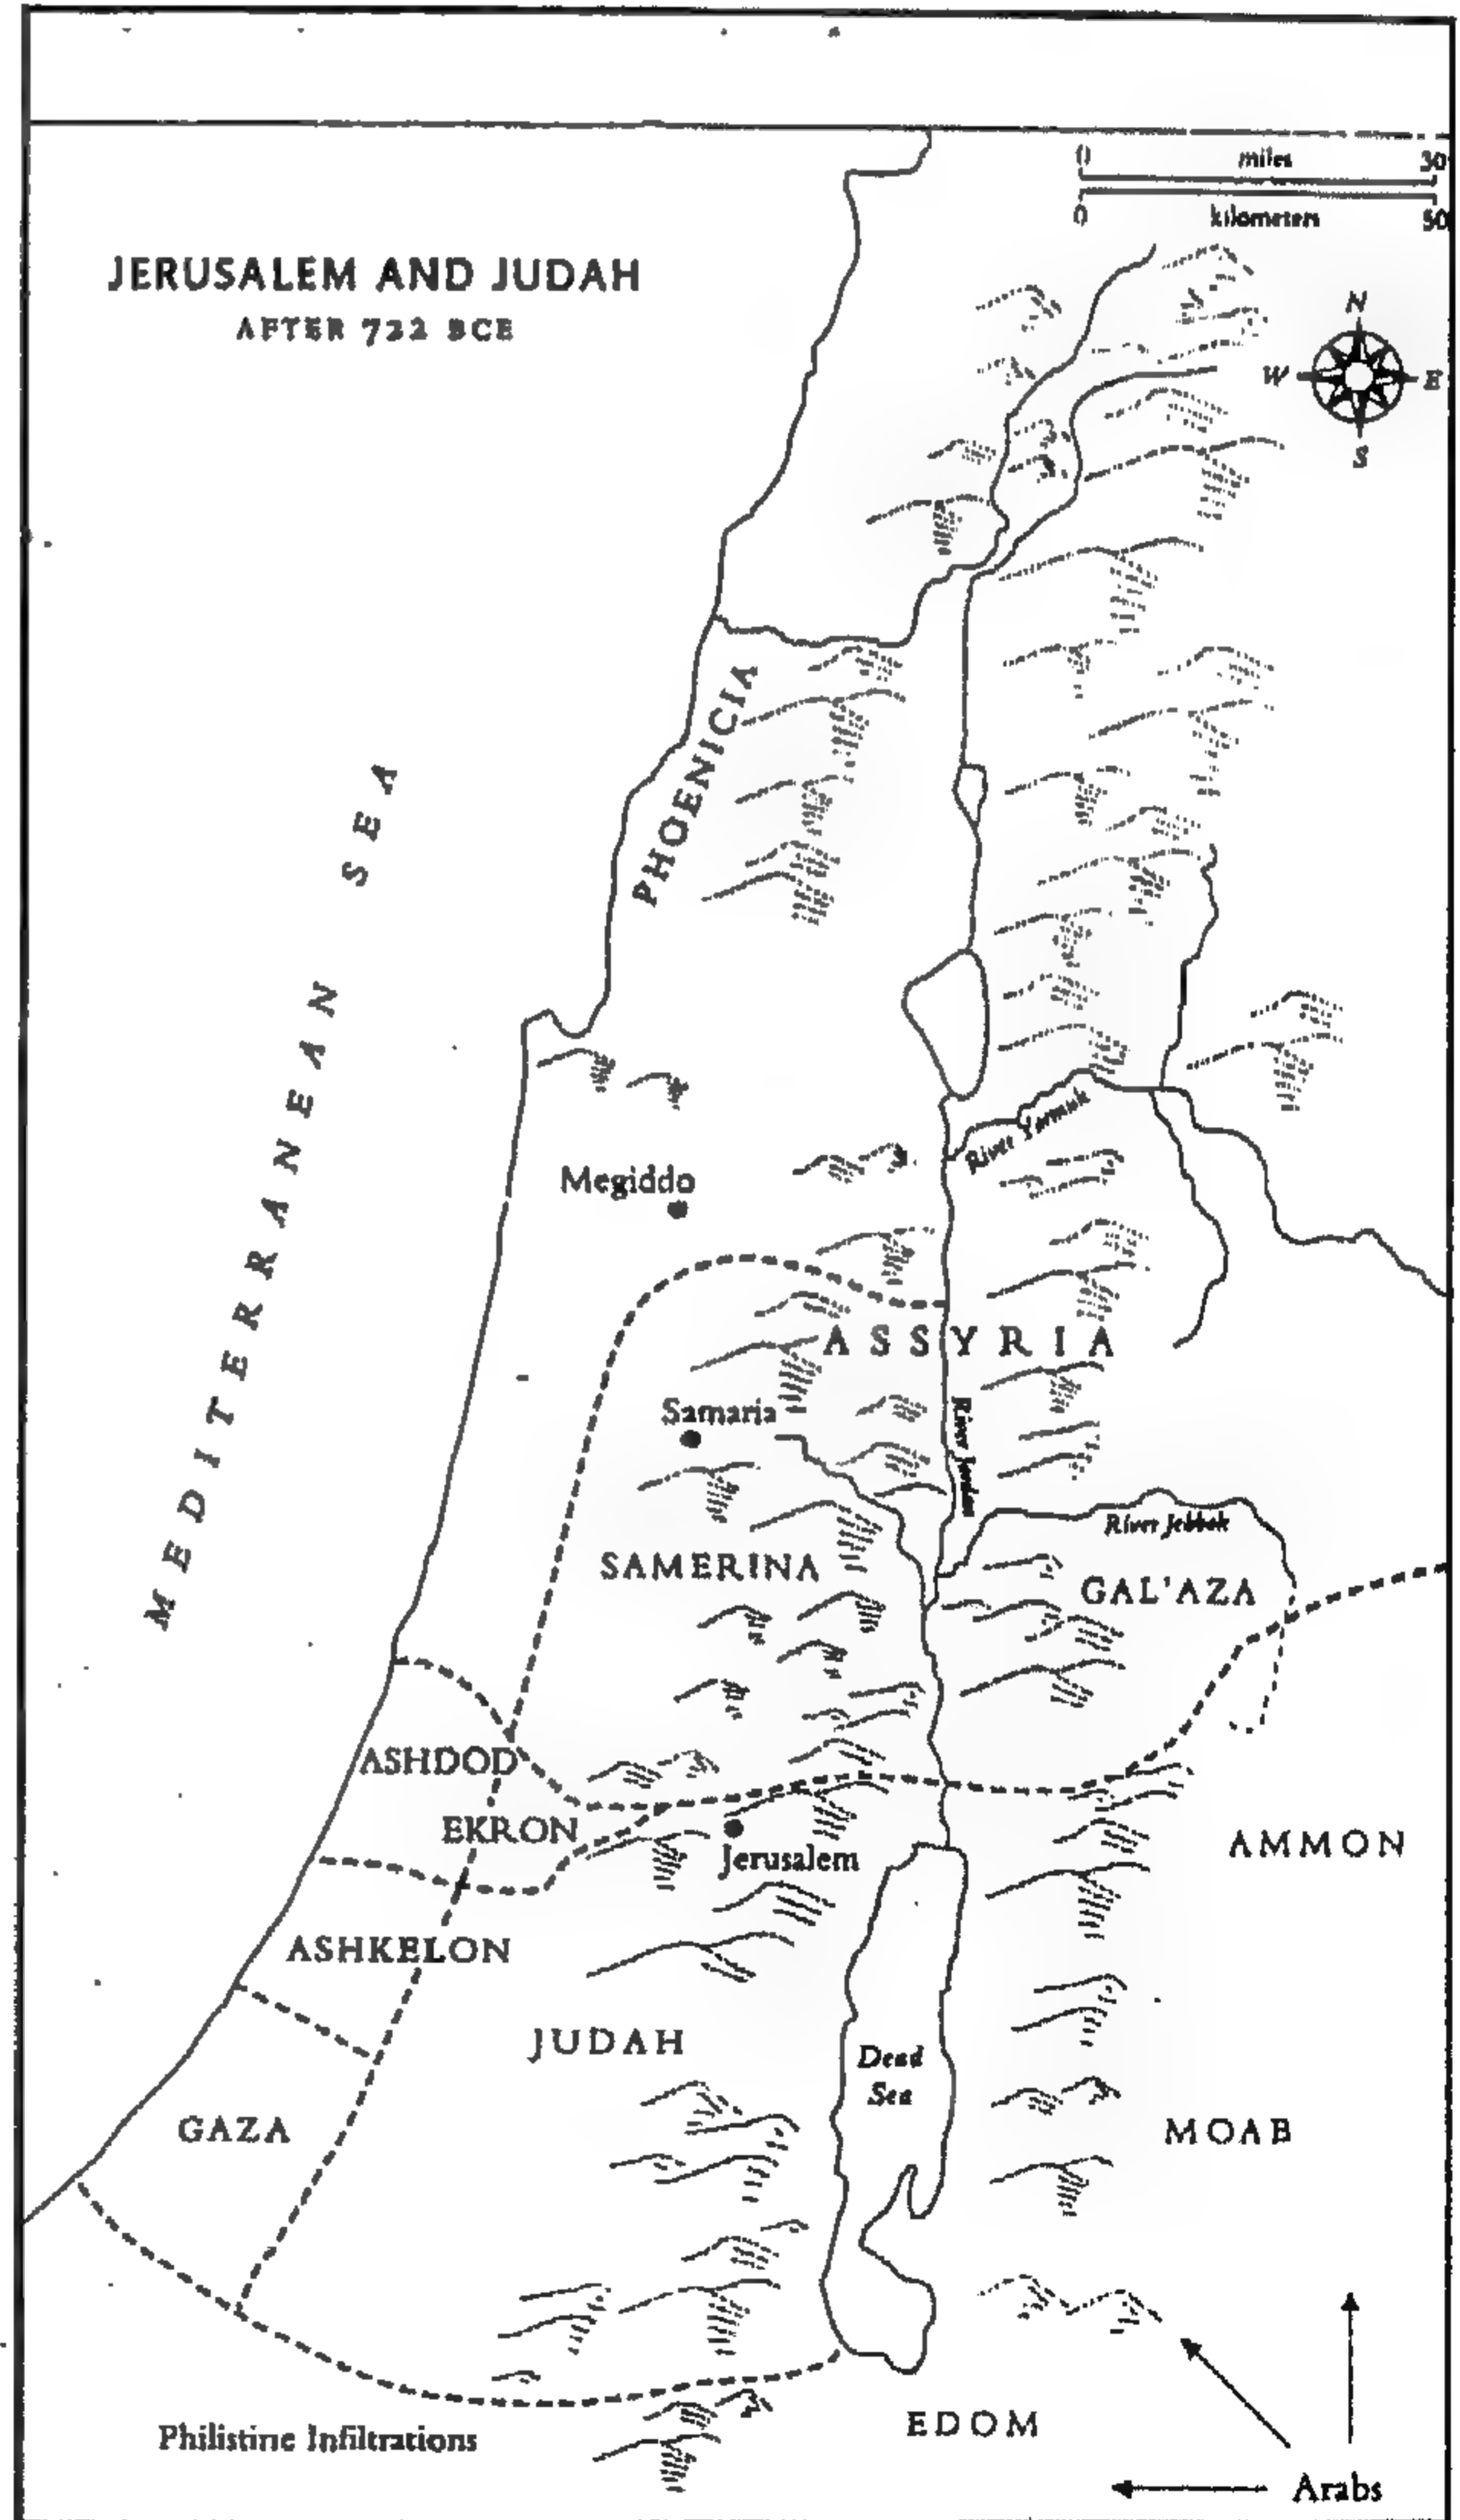 0 miles 30
0 kilometers 50
JERUSALEM AND JUDAH
AFTER 722 BCE
N
W E
S
PHOENICIA
MEDITERRANEAN SEA
River Yarmuk
Megiddo
ASSYRIA
Samaria
River Jordan
River Jebbok
SAMERINA
GAL'AZA
ASHDOD
EKRON
Jerusalem
AMMON
ASHKELON
JUDAH
Dead
Sea
GAZA
MOAB
EDOM
Philistine Infiltrations
Arabs